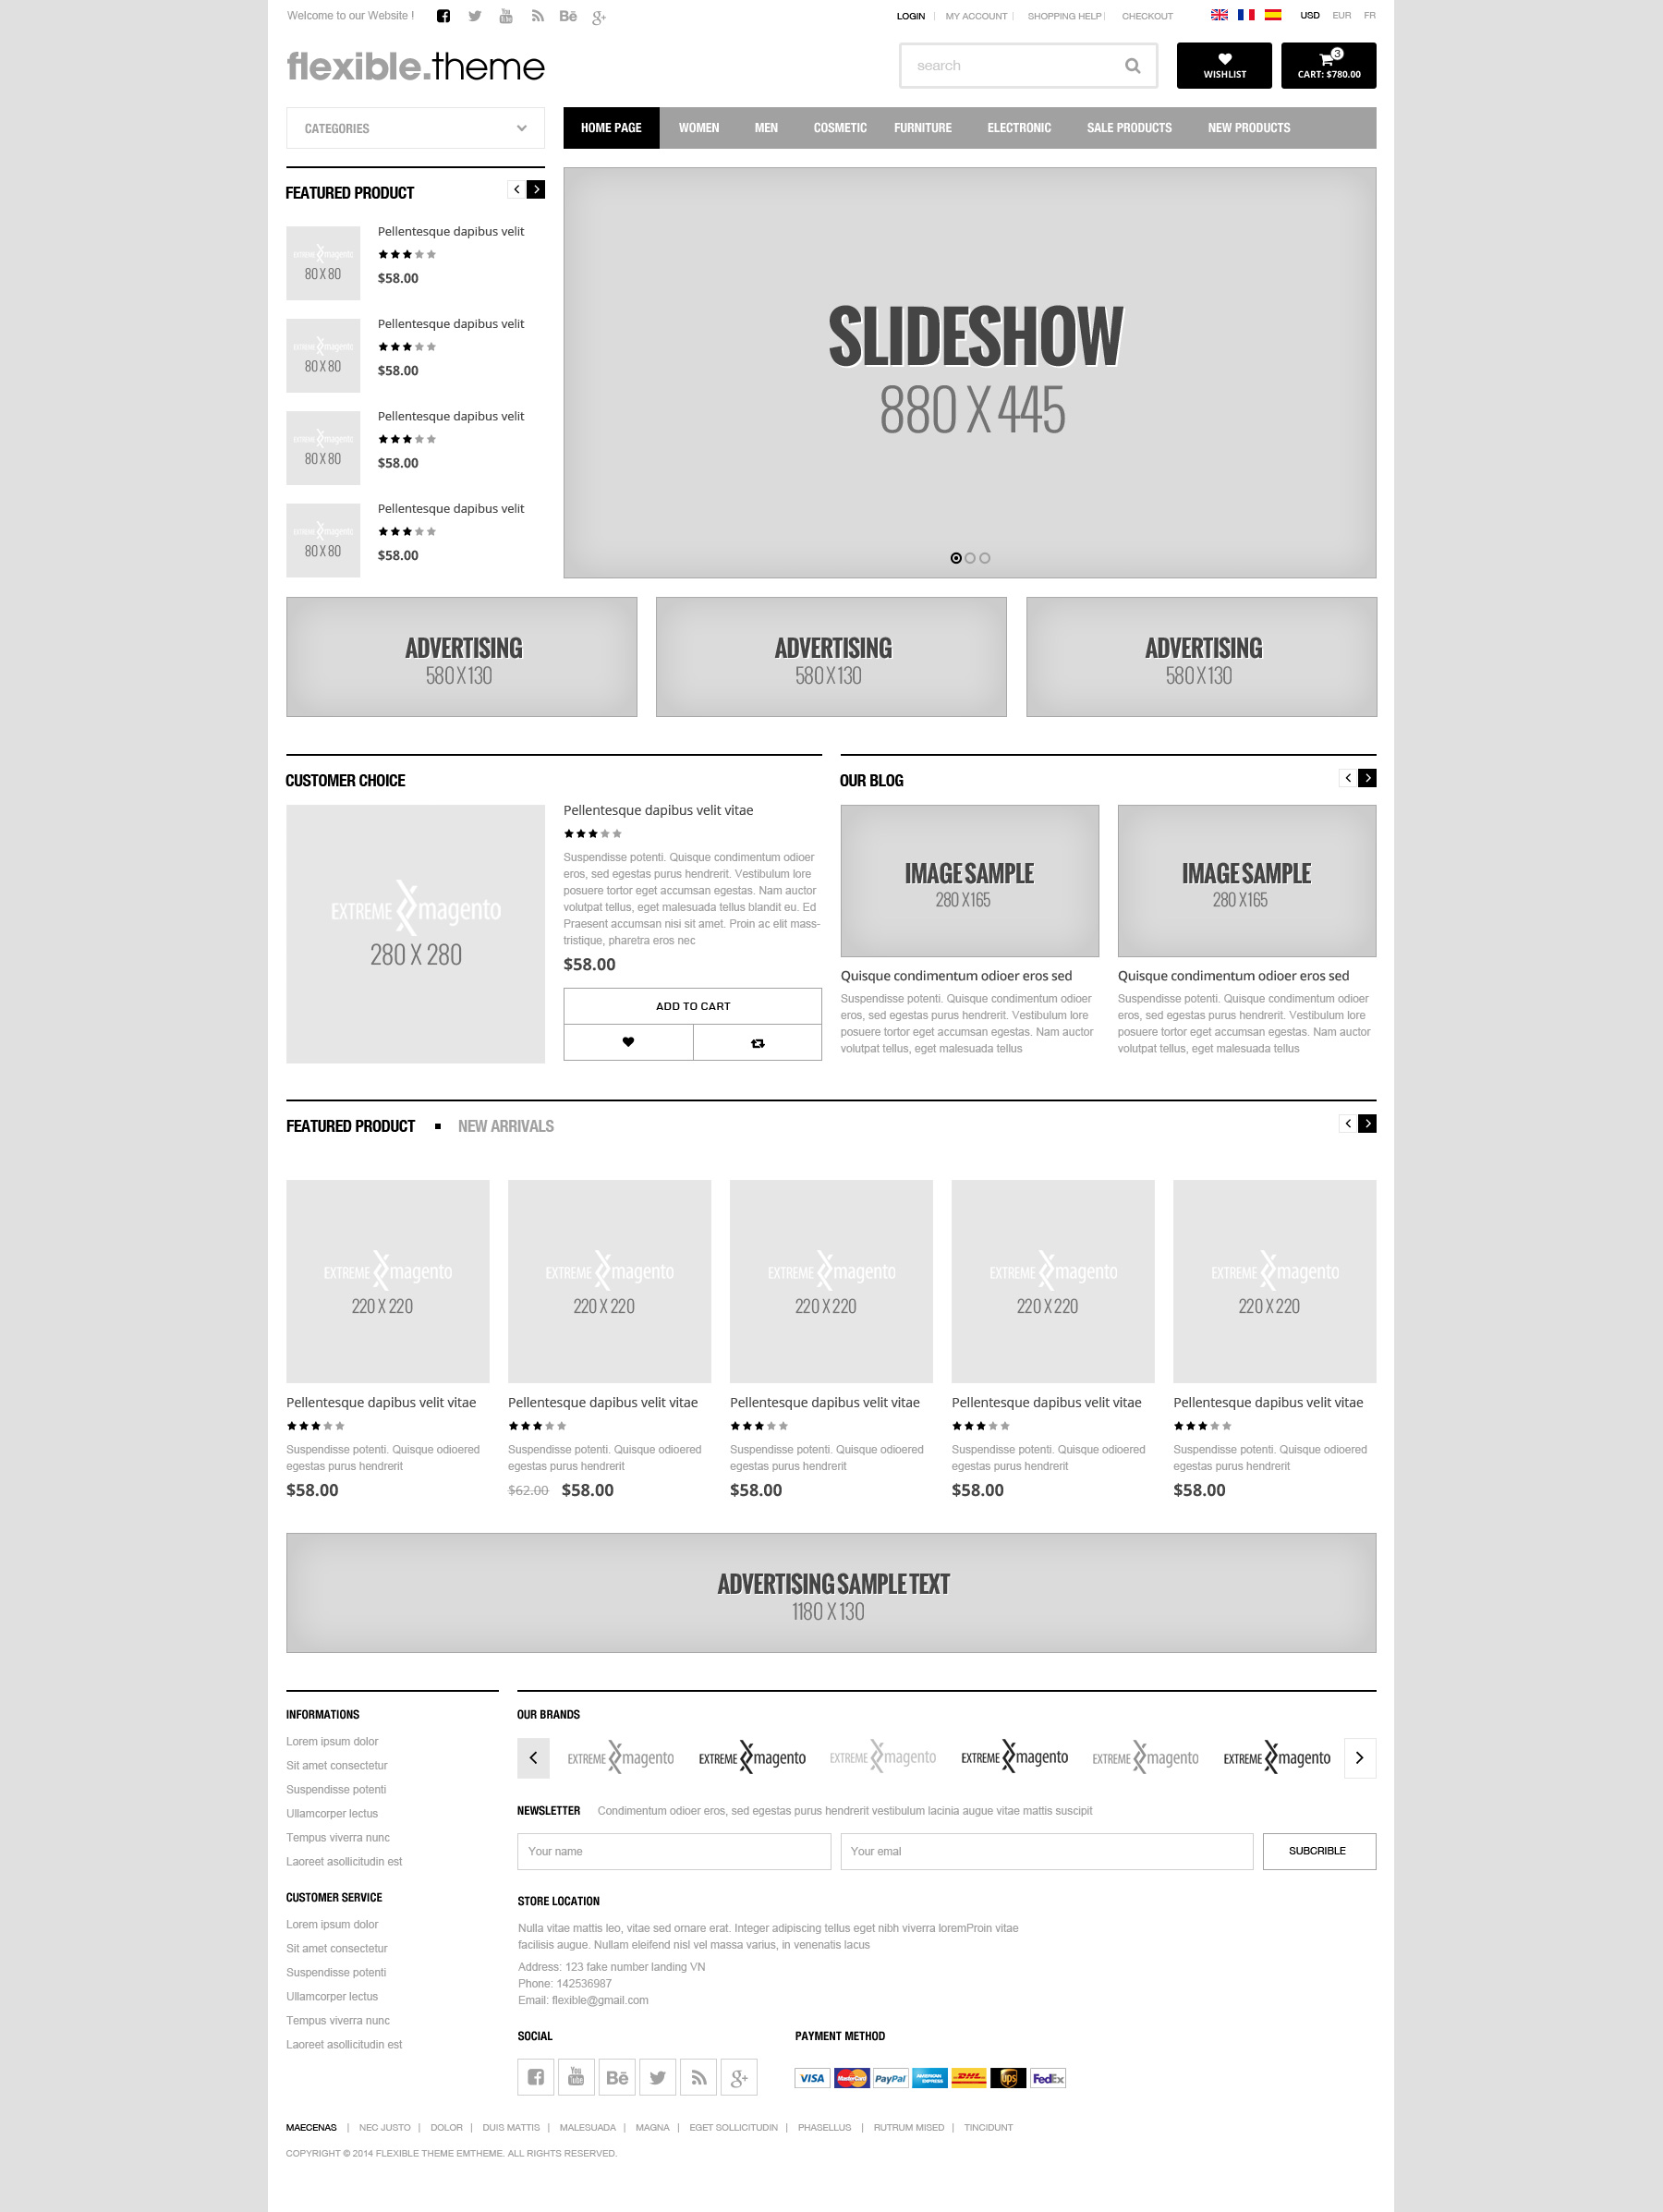 Welcome to our Website !
LOGIN | MY ACCOUNT | SHOPPING HELP | CHECKOUT
USD EUR FR
flexible.theme
search
WISHLIST
3
CART: $780.00
CATEGORIES
HOME PAGE WOMEN MEN COSMETIC FURNITURE ELECTRONIC SALE PRODUCTS NEW PRODUCTS
FEATURED PRODUCT
EXTREME magento
80 X 80
Pellentesque dapibus velit
$58.00
EXTREME magento
80 X 80
Pellentesque dapibus velit
$58.00
EXTREME magento
80 X 80
Pellentesque dapibus velit
$58.00
EXTREME magento
80 X 80
Pellentesque dapibus velit
$58.00
SLIDESHOW
880 X 445
ADVERTISING
580 X 130
ADVERTISING
580 X 130
ADVERTISING
580 X 130
CUSTOMER CHOICE
EXTREME magento
280 X 280
Pellentesque dapibus velit vitae
Suspendisse potenti. Quisque condimentum odioer
eros, sed egestas purus hendrerit. Vestibulum lore
posuere tortor eget accumsan egestas. Nam auctor
volutpat tellus, eget malesuada tellus blandit eu. Ed
Praesent accumsan nisi sit amet. Proin ac elit mass-
tristique, pharetra eros nec
$58.00
ADD TO CART
OUR BLOG
IMAGE SAMPLE
280 X165
Quisque condimentum odioer eros sed
Suspendisse potenti. Quisque condimentum odioer
eros, sed egestas purus hendrerit. Vestibulum lore
posuere tortor eget accumsan egestas. Nam auctor
volutpat tellus, eget malesuada tellus
IMAGE SAMPLE
280 X165
Quisque condimentum odioer eros sed
Suspendisse potenti. Quisque condimentum odioer
eros, sed egestas purus hendrerit. Vestibulum lore
posuere tortor eget accumsan egestas. Nam auctor
volutpat tellus, eget malesuada tellus
FEATURED PRODUCT NEW ARRIVALS
EXTREME magento
220 X 220
Pellentesque dapibus velit vitae
Suspendisse potenti. Quisque odioered
egestas purus hendrerit
$58.00
EXTREME magento
220 X 220
Pellentesque dapibus velit vitae
Suspendisse potenti. Quisque odioered
egestas purus hendrerit
$62.00 $58.00
EXTREME magento
220 X 220
Pellentesque dapibus velit vitae
Suspendisse potenti. Quisque odioered
egestas purus hendrerit
$58.00
EXTREME magento
220 X 220
Pellentesque dapibus velit vitae
Suspendisse potenti. Quisque odioered
egestas purus hendrerit
$58.00
EXTREME magento
220 X 220
Pellentesque dapibus velit vitae
Suspendisse potenti. Quisque odioered
egestas purus hendrerit
$58.00
ADVERTISING SAMPLE TEXT
1180 X 130
INFORMATIONS
Lorem ipsum dolor
Sit amet consectetur
Suspendisse potenti
Ullamcorper lectus
Tempus viverra nunc
Laoreet asollicitudin est
CUSTOMER SERVICE
Lorem ipsum dolor
Sit amet consectetur
Suspendisse potenti
Ullamcorper lectus
Tempus viverra nunc
Laoreet asollicitudin est
OUR BRANDS
EXTREME magento EXTREME magento EXTREME magento EXTREME magento EXTREME magento EXTREME magento
NEWSLETTER Condimentum odioer eros, sed egestas purus hendrerit vestibulum lacinia augue vitae mattis suscipit
Your name
Your emal
SUBCRIBLE
STORE LOCATION
Nulla vitae mattis leo, vitae sed ornare erat. Integer adipiscing tellus eget nibh viverra loremProin vitae
facilisis augue. Nullam eleifend nisl vel massa varius, in venenatis lacus
Address: 123 fake number landing VN
Phone: 142536987
Email: flexible@gmail.com
SOCIAL
You Tube Bē g+
PAYMENT METHOD
VISA MasterCard PayPal AMERICAN EXPRESS DHL ups FedEx
MAECENAS | NEC JUSTO | DOLOR | DUIS MATTIS | MALESUADA | MAGNA | EGET SOLLICITUDIN | PHASELLUS | RUTRUM MISED | TINCIDUNT
COPYRIGHT © 2014 FLEXIBLE THEME EMTHEME. ALL RIGHTS RESERVED.